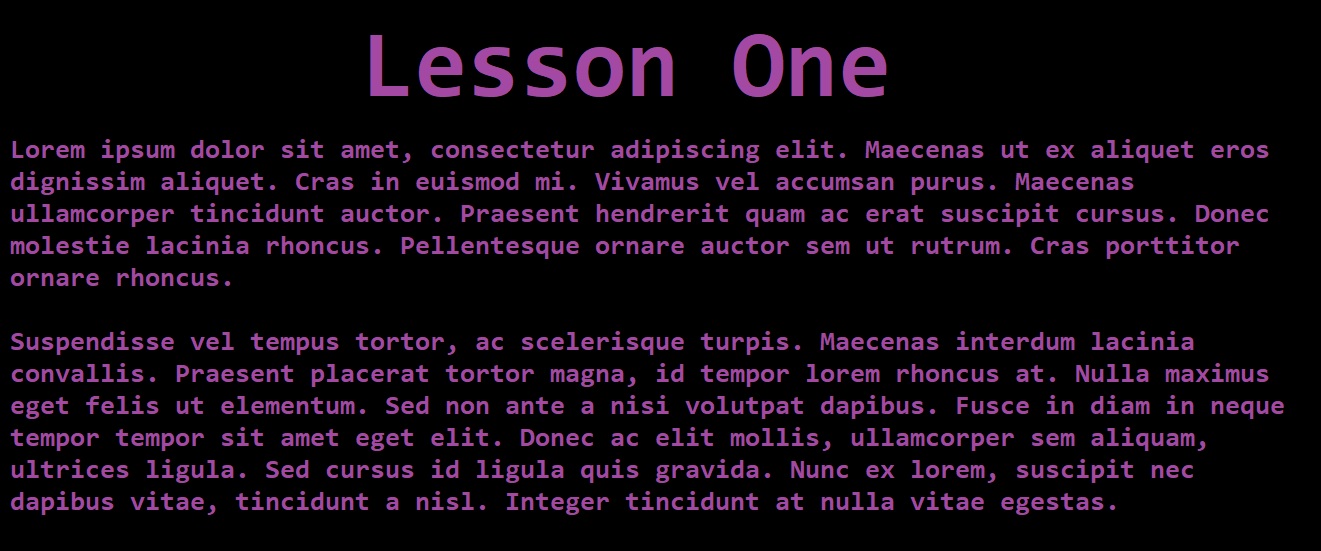 Lesson One
Lorem ipsum dolor sit amet, consectetur adipiscing elit. Maecenas ut ex aliquet eros
dignissim aliquet. Cras in euismod mi. Vivamus vel accumsan purus. Maecenas
ullamcorper tincidunt auctor. Praesent hendrerit quam ac erat suscipit cursus. Donec
molestie lacinia rhoncus. Pellentesque ornare auctor sem ut rutrum. Cras porttitor
ornare rhoncus.
Suspendisse vel tempus tortor, ac scelerisque turpis. Maecenas interdum lacinia
convallis. Praesent placerat tortor magna, id tempor lorem rhoncus at. Nulla maximus
eget felis ut elementum. Sed non ante a nisi volutpat dapibus. Fusce in diam in neque
tempor tempor sit amet eget elit. Donec ac elit mollis, ullamcorper sem aliquam,
ultrices ligula. Sed cursus id ligula quis gravida. Nunc ex lorem, suscipit nec
dapibus vitae, tincidunt a nisl. Integer tincidunt at nulla vitae egestas.